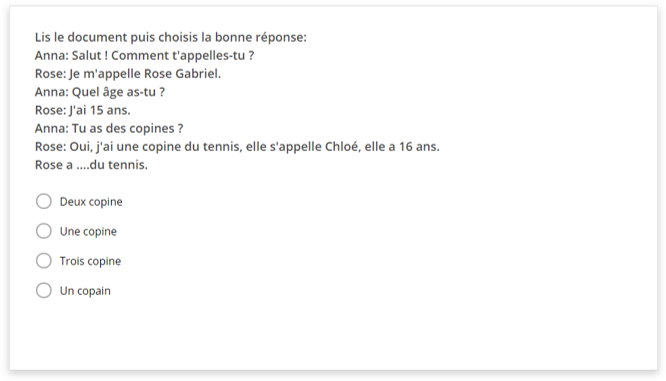 Lis le document puis choisis la bonne réponse:
Anna: Salut ! Comment t'appelles-tu ?
Rose: Je m'appelle Rose Gabriel.
Anna: Quel âge as-tu ?
Rose: J'ai 15 ans.
Anna: Tu as des copines ?
Rose: Oui, j'ai une copine du tennis, elle s'appelle Chloé, elle a 16 ans.
Rose a ....du tennis.
Deux copine
Une copine
Trois copine
Un copain